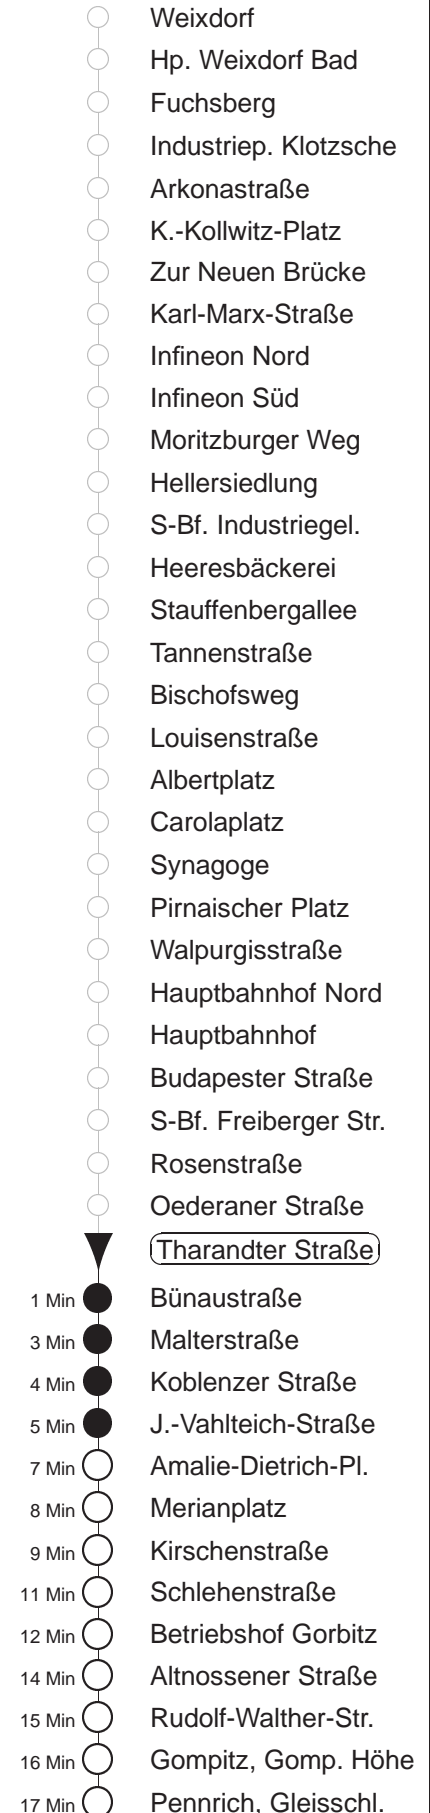 Weixdorf
Hp. Weixdorf Bad
Fuchsberg
Industriep. Klotzsche
Arkonastraße
K.-Kollwitz-Platz
Zur Neuen Brücke
Karl-Marx-Straße
Infineon Nord
Infineon Süd
Moritzburger Weg
Hellersiedlung
S-Bf. Industriegel.
Heeresbäckerei
Stauffenbergallee
Tannenstraße
Bischofsweg
Louisenstraße
Albertplatz
Carolaplatz
Synagoge
Pirnaischer Platz
Walpurgisstraße
Hauptbahnhof Nord
Hauptbahnhof
Budapester Straße
S-Bf. Freiberger Str.
Rosenstraße
Oederaner Straße
Tharandter Straße
1 Min Bünaustraße
3 Min Malterstraße
4 Min Koblenzer Straße
5 Min J.-Vahlteich-Straße
7 Min Amalie-Dietrich-Pl.
8 Min Merianplatz
9 Min Kirschenstraße
11 Min Schlehenstraße
12 Min Betriebshof Gorbitz
14 Min Altnossener Straße
15 Min Rudolf-Walther-Str.
16 Min Gompitz, Gomp. Höhe
17 Min Pennrich, Gleisschl.